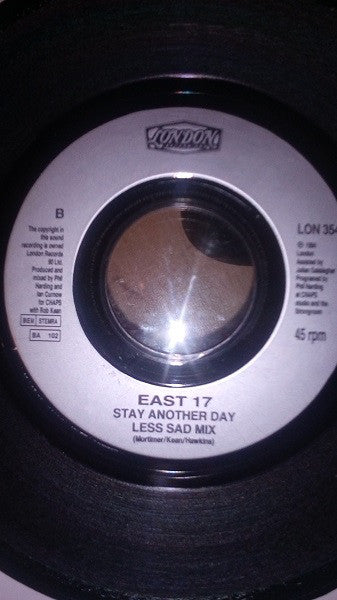 LONDON
B
The copyright in
the sound
recording is owned
London Records
90 Ltd.
Produced and
mixed by Phil
Harding and
Ian Curnow
for CHAPS
with Rob Kean
BIEM STEMRA
BA 102
LON 354
℗ 1994
London
Assisted by
Julian Gallagher
Programmed by
Phil Harding
at CHAPS
studio and the
Strongroom
45 rpm
EAST 17
STAY ANOTHER DAY
LESS SAD MIX
(Mortimer/Kean/Hawkins)